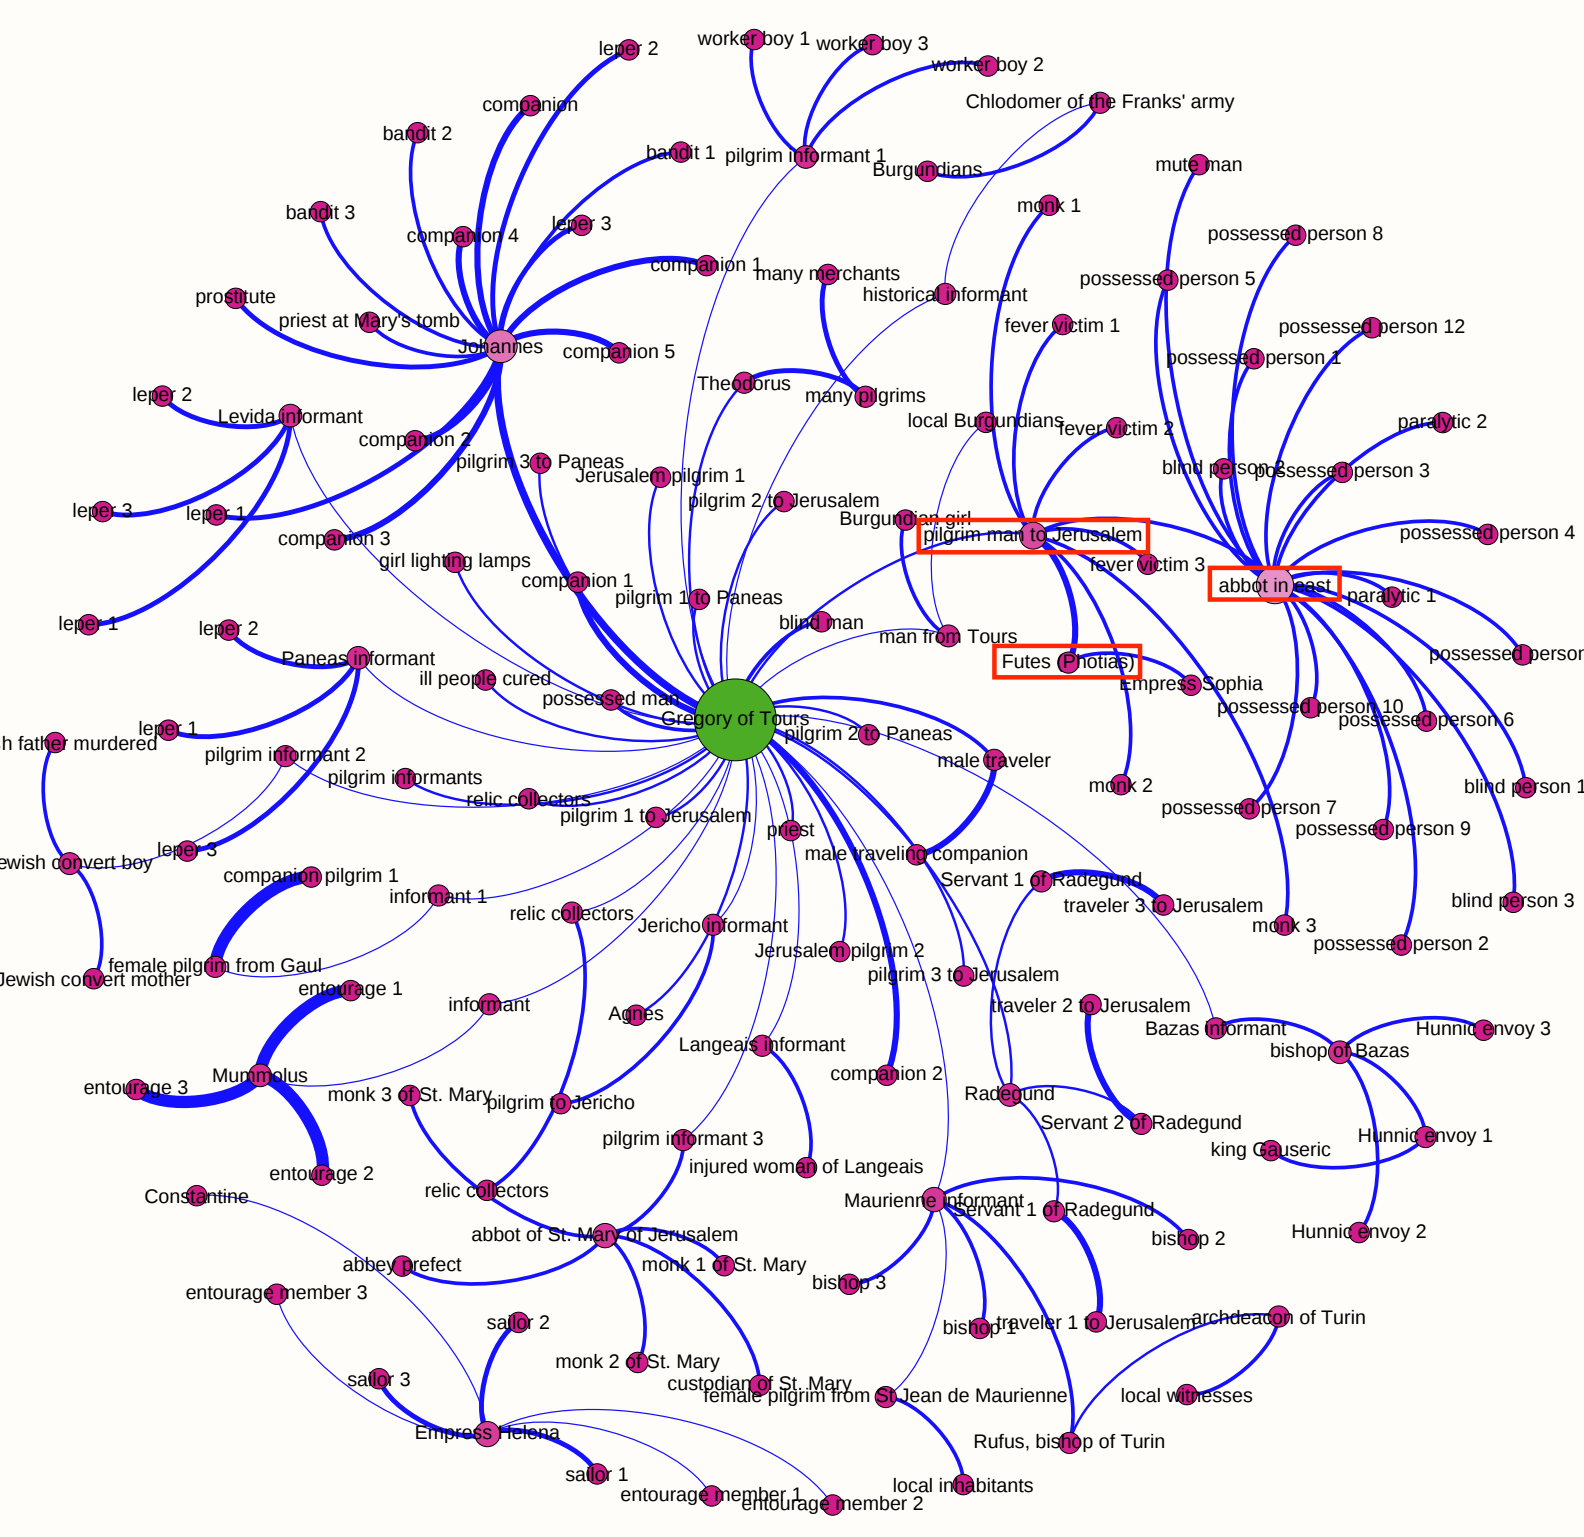 leper 2
worker boy 1
worker boy 3
worker boy 2
companion
Chlodomer of the Franks' army
bandit 2
bandit 1
pilgrim informant 1
Burgundians
mute man
bandit 3
monk 1
leper 3
companion 4
possessed person 8
companion 1
many merchants
possessed person 5
prostitute
historical informant
priest at Mary's tomb
fever victim 1
possessed person 12
Johannes
companion 5
possessed person 1
Theodorus
many pilgrims
leper 2
Levida informant
local Burgundians
fever victim 2
paralytic 2
companion 2
pilgrim 3 to Paneas
Jerusalem pilgrim 1
blind person 2
possessed person 3
pilgrim 2 to Jerusalem
leper 3
leper 1
Burgundian girl
pilgrim man to Jerusalem
possessed person 4
companion 3
girl lighting lamps
fever victim 3
companion 1
abbot in east
pilgrim 1 to Paneas
paralytic 1
leper 1
leper 2
blind man
man from Tours
Paneas informant
Futes (Photias)
possessed person
ill people cured
Empress Sophia
possessed man
possessed person 10
Gregory of Tours
possessed person 6
leper 1
pilgrim 2 to Paneas
h father murdered
pilgrim informant 2
male traveler
pilgrim informants
monk 2
blind person 1
relic collectors
possessed person 7
pilgrim 1 to Jerusalem
priest
possessed person 9
leper 3
male traveling companion
ewish convert boy
companion pilgrim 1
Servant 1 of Radegund
informant 1
traveler 3 to Jerusalem
blind person 3
relic collectors
Jericho informant
monk 3
possessed person 2
Jerusalem pilgrim 2
female pilgrim from Gaul
pilgrim 3 to Jerusalem
Jewish convert mother
entourage 1
informant
Agnes
traveler 2 to Jerusalem
Bazas informant
Hunnic envoy 3
Langeais informant
bishop of Bazas
Mummolus
companion 2
entourage 3
monk 3 of St. Mary
pilgrim to Jericho
Radegund
Servant 2 of Radegund
pilgrim informant 3
Hunnic envoy 1
king Gauseric
injured woman of Langeais
entourage 2
Constantine
relic collectors
Maurienne informant
Servant 1 of Radegund
abbot of St. Mary of Jerusalem
Hunnic envoy 2
bishop 2
abbey prefect
monk 1 of St. Mary
bishop 3
entourage member 3
sailor 2
bishop 1
traveler 1 to Jerusalem
archdeacon of Turin
monk 2 of St. Mary
sailor 3
custodian of St. Mary
female pilgrim from St Jean de Maurienne
local witnesses
Empress Helena
Rufus, bishop of Turin
sailor 1
local inhabitants
entourage member 1
entourage member 2